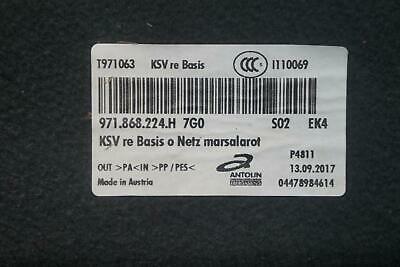 T971063 KSV re Basis CCC I110069
971.868.224.H 7G0 S02 EK4
KSV re Basis o Netz marsalarot
P4811
OUT >PA<IN >PP/PES< 13.09.2017
Made in Austria ANTOLIN 04478984614